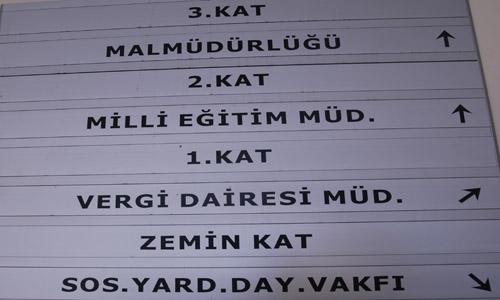 3.KAT
MALMÜDÜRLÜĞÜ
2.KAT
MİLLİ EĞİTİM MÜD.
1.KAT
VERGİ DAİRESİ MÜD.
ZEMİN KAT
SOS.YARD.DAY.VAKFI